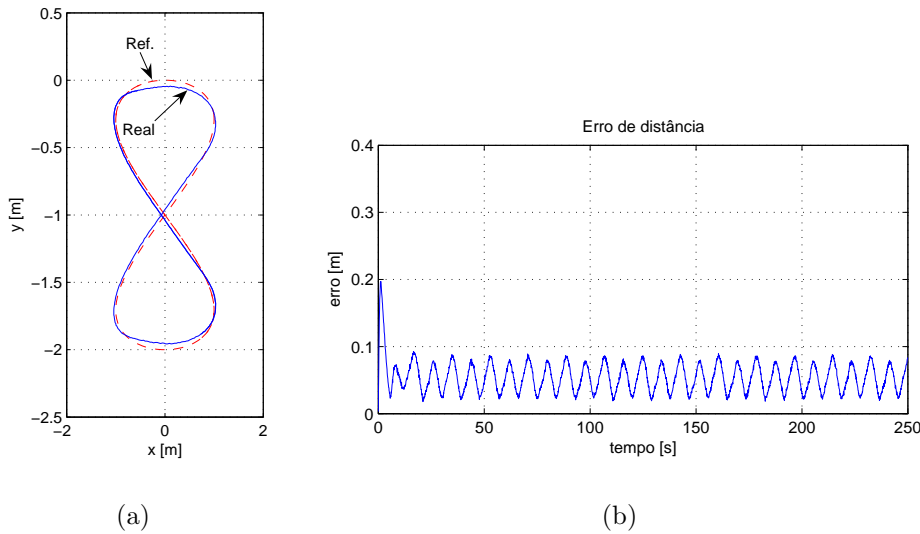 0.5
0
−0.5
−1
−1.5
−2
−2.5
−2
0
2
x [m]
y [m]
Ref.
Real
(a)
Erro de distância
0.4
0.3
0.2
0.1
0
0
50
100
150
200
250
tempo [s]
erro [m]
(b)